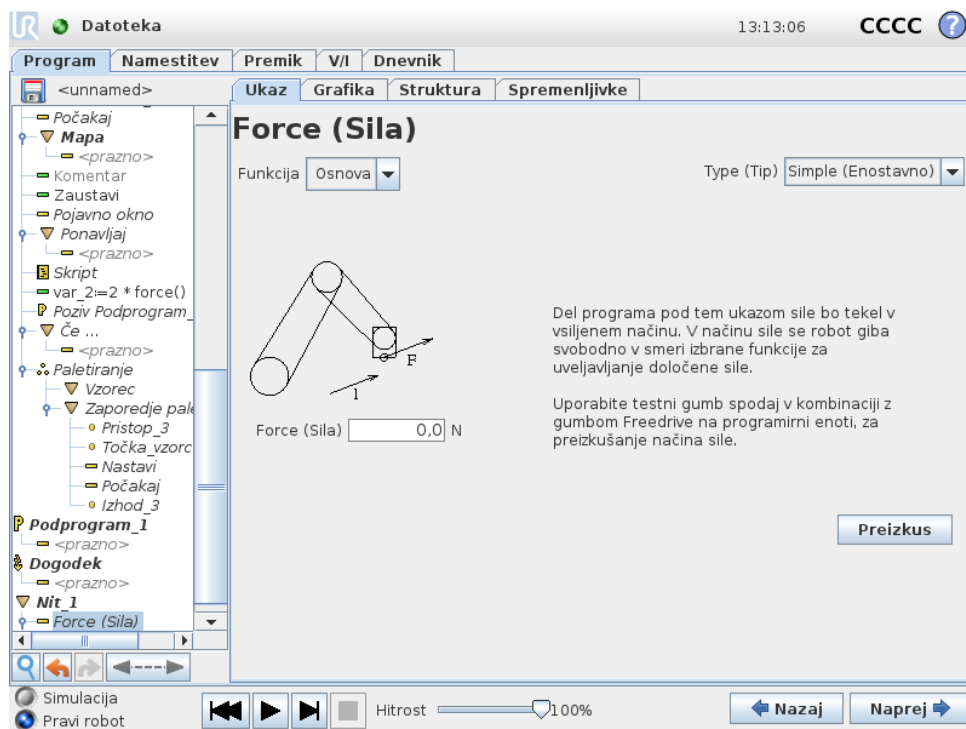 UR Datoteka 13:13:06 CCCC ?
Program Namestitev Premik V/I Dnevnik
<unnamed>
Ukaz Grafika Struktura Spremenljivke
Počakaj
Mapa
<prazno>
Komentar
Zaustavi
Pojavno okno
Ponavljaj
<prazno>
Skript
var_2:=2 * force()
P Poziv Podprogram_
Če ...
<prazno>
Paletiranje
Vzorec
Zaporedje pale
Pristop_3
Točka_vzorc
Nastavi
Počakaj
Izhod_3
P Podprogram_1
<prazno>
Dogodek
<prazno>
Nit_1
Force (Sila)
Force (Sila)
Funkcija Osnova
Type (Tip) Simple (Enostavno)
F
1
Force (Sila) 0,0 N
Del programa pod tem ukazom sile bo tekel v
vsiljenem načinu. V načinu sile se robot giba
svobodno v smeri izbrane funkcije za
uveljavljanje določene sile.
Uporabite testni gumb spodaj v kombinaciji z
gumbom Freedrive na programirni enoti, za
preizkušanje načina sile.
Preizkus
Simulacija
Pravi robot
Hitrost 100%
Nazaj Naprej